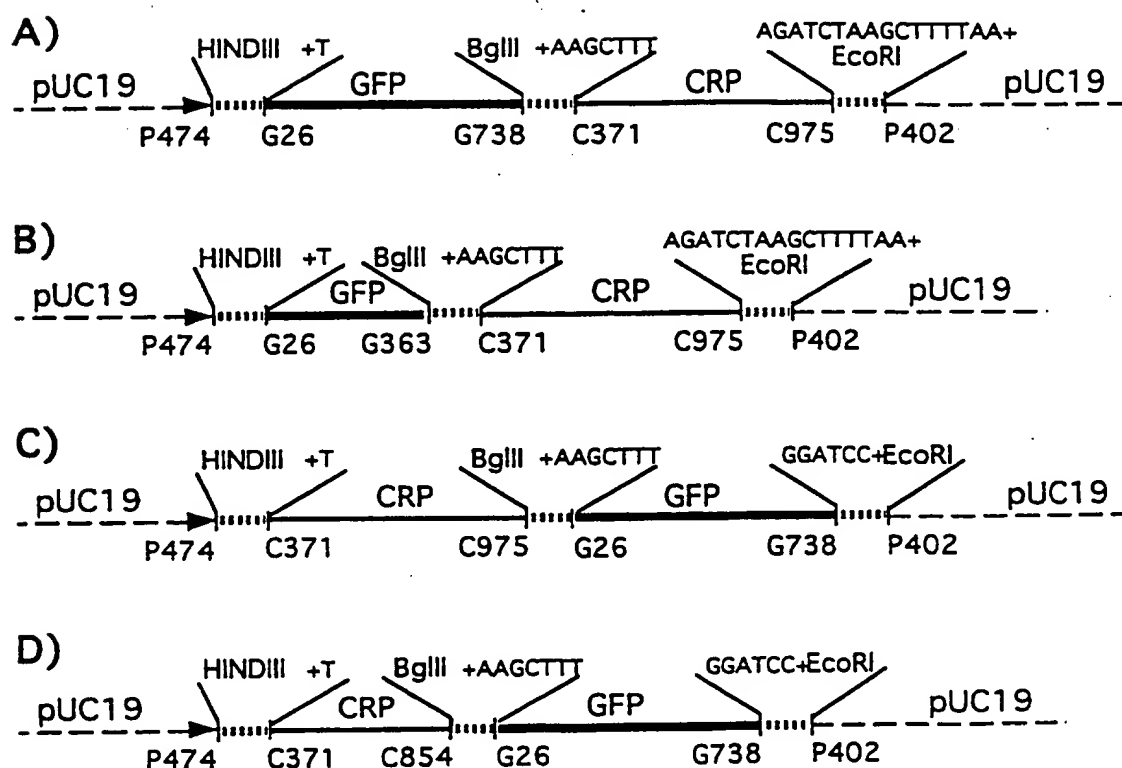 A)
HINDIII +T
BglII +AAGCTTT
AGATCTAAGCTTTTAA+
EcoRI
pUC19
GFP
CRP
pUC19
P474
G26
G738
C371
C975
P402
B)
HINDIII +T
BglII +AAGCTTT
AGATCTAAGCTTTTAA+
EcoRI
pUC19
GFP
CRP
pUC19
P474
G26
G363
C371
C975
P402
C)
HINDIII +T
BglII +AAGCTTT
GGATCC+EcoRI
pUC19
CRP
GFP
pUC19
P474
C371
C975
G26
G738
P402
D)
HINDIII +T
BglII +AAGCTTT
GGATCC+EcoRI
pUC19
CRP
GFP
pUC19
P474
C371
C854
G26
G738
P402